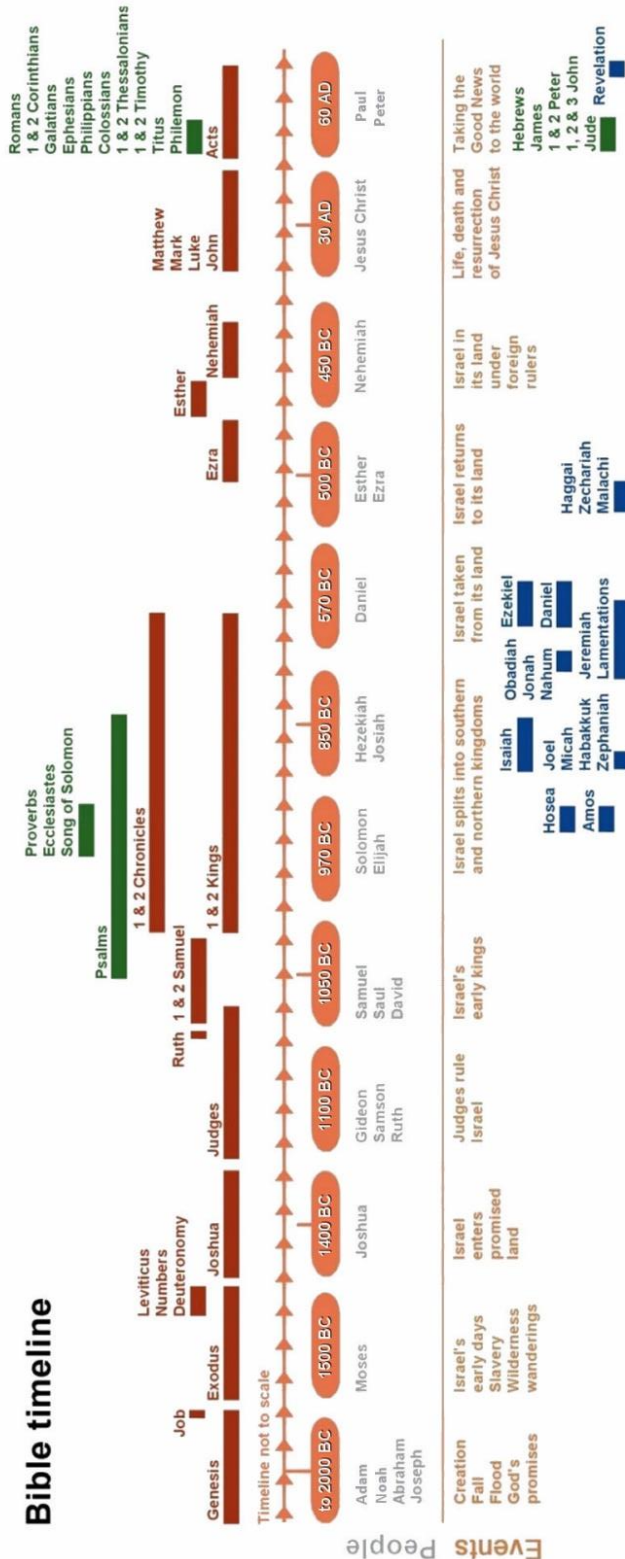 Bible timeline
Proverbs
Ecclesiastes
Song of Solomon
Psalms
1 & 2 Chronicles
Romans
1 & 2 Corinthians
Galatians
Ephesians
Philippians
Colossians
1 & 2 Thessalonians
1 & 2 Timothy
Titus
Philemon
Leviticus
Numbers
Deuteronomy
Matthew
Mark
Luke
John
Job
Ruth
1 & 2 Samuel
Esther
Genesis
Exodus
Joshua
Judges
1 & 2 Kings
Ezra
Nehemiah
Acts
Timeline not to scale
to 2000 BC
1500 BC
1400 BC
1100 BC
1050 BC
970 BC
850 BC
570 BC
500 BC
450 BC
30 AD
60 AD
People
Adam
Noah
Abraham
Joseph
Moses
Joshua
Gideon
Samson
Ruth
Samuel
Saul
David
Solomon
Elijah
Hezekiah
Josiah
Daniel
Esther
Ezra
Nehemiah
Jesus Christ
Paul
Peter
Events
Creation
Fall
Flood
God's
promises
Israel's
early days
Slavery
Wilderness
wanderings
Israel
enters
promised
land
Judges rule
Israel
Israel's
early kings
Israel splits into southern
and northern kingdoms
Israel taken
from its land
Israel returns
to its land
Israel in
its land
under
foreign
rulers
Life, death and
resurrection
of Jesus Christ
Taking the
Good News
to the world
Hosea
Amos
Isaiah
Joel
Micah
Habakkuk
Zephaniah
Obadiah
Jonah
Nahum
Jeremiah
Lamentations
Ezekiel
Daniel
Haggai
Zechariah
Malachi
Hebrews
James
1 & 2 Peter
1, 2 & 3 John
Jude
Revelation